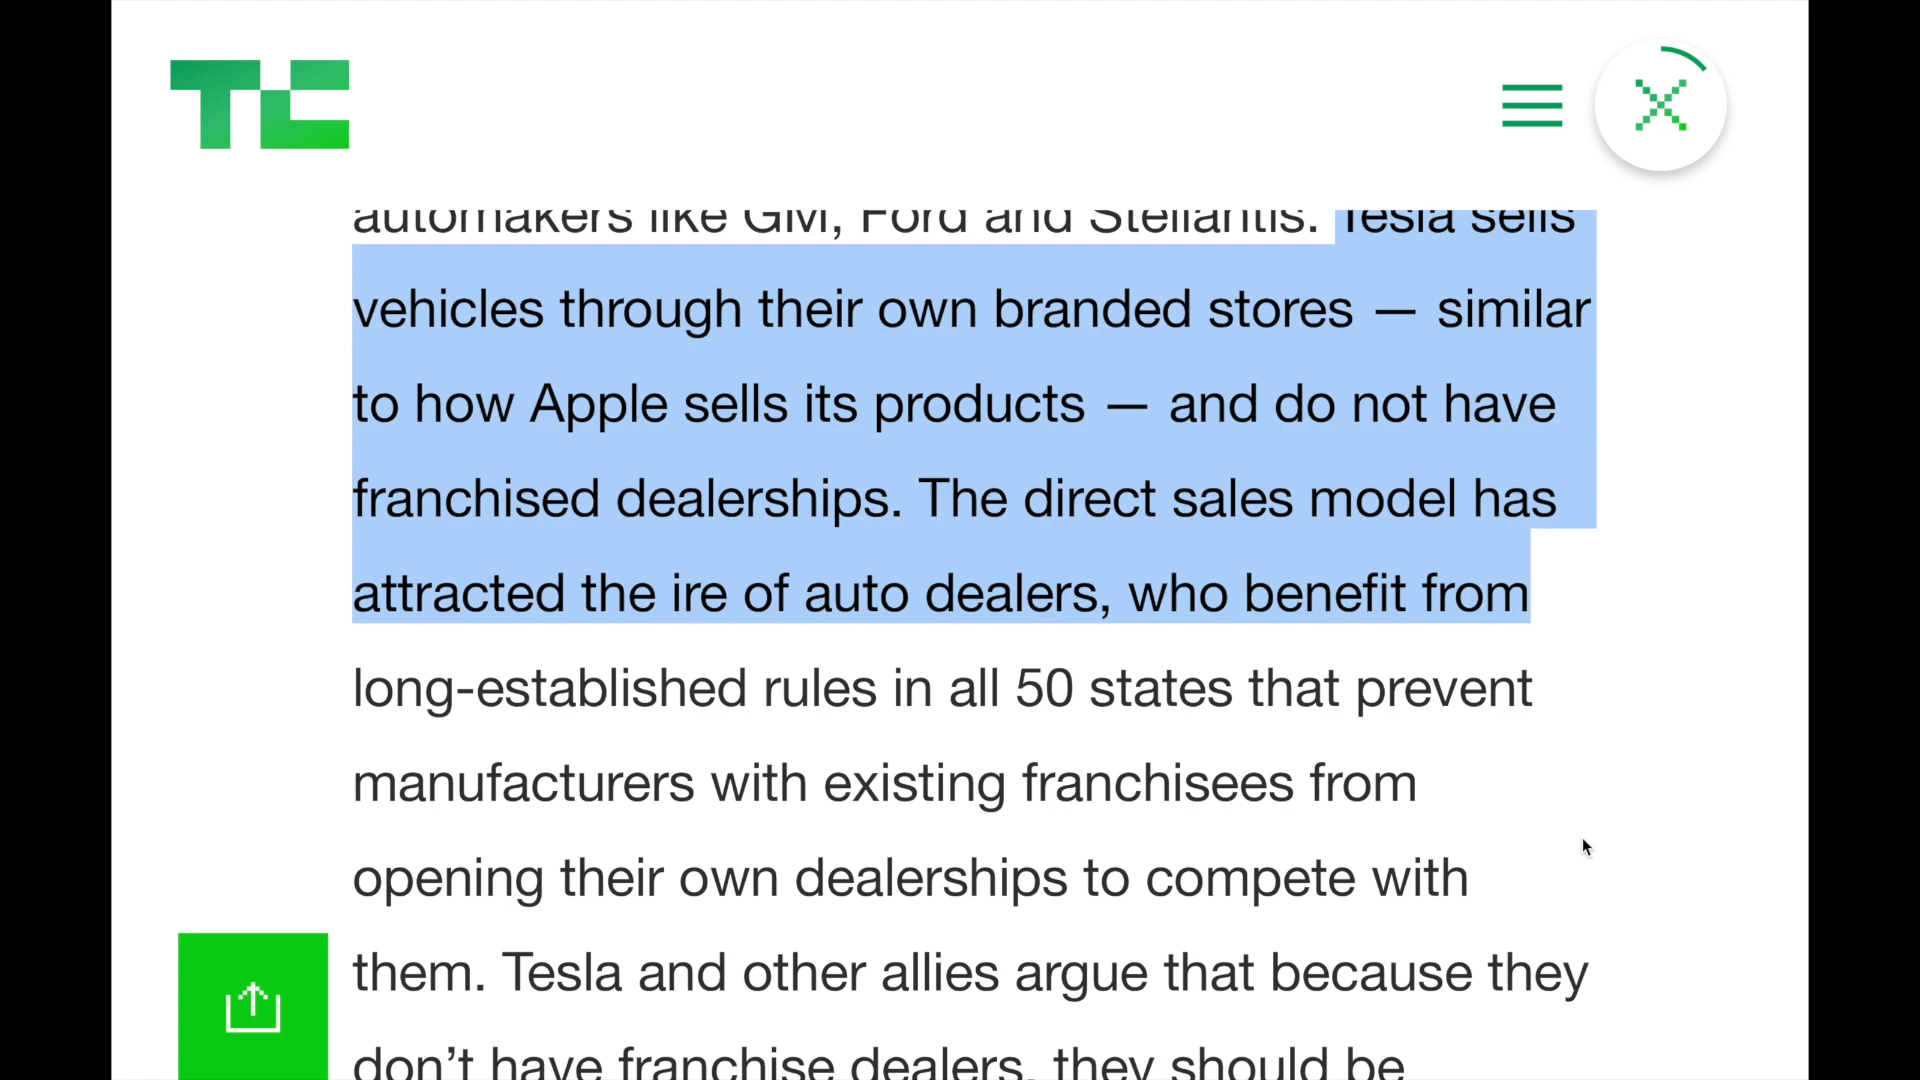 TC
automakers like GM, Ford and Stellantis. Tesla sells
vehicles through their own branded stores — similar
to how Apple sells its products — and do not have
franchised dealerships. The direct sales model has
attracted the ire of auto dealers, who benefit from
long-established rules in all 50 states that prevent
manufacturers with existing franchisees from
opening their own dealerships to compete with
them. Tesla and other allies argue that because they
don’t have franchise dealers, they should be